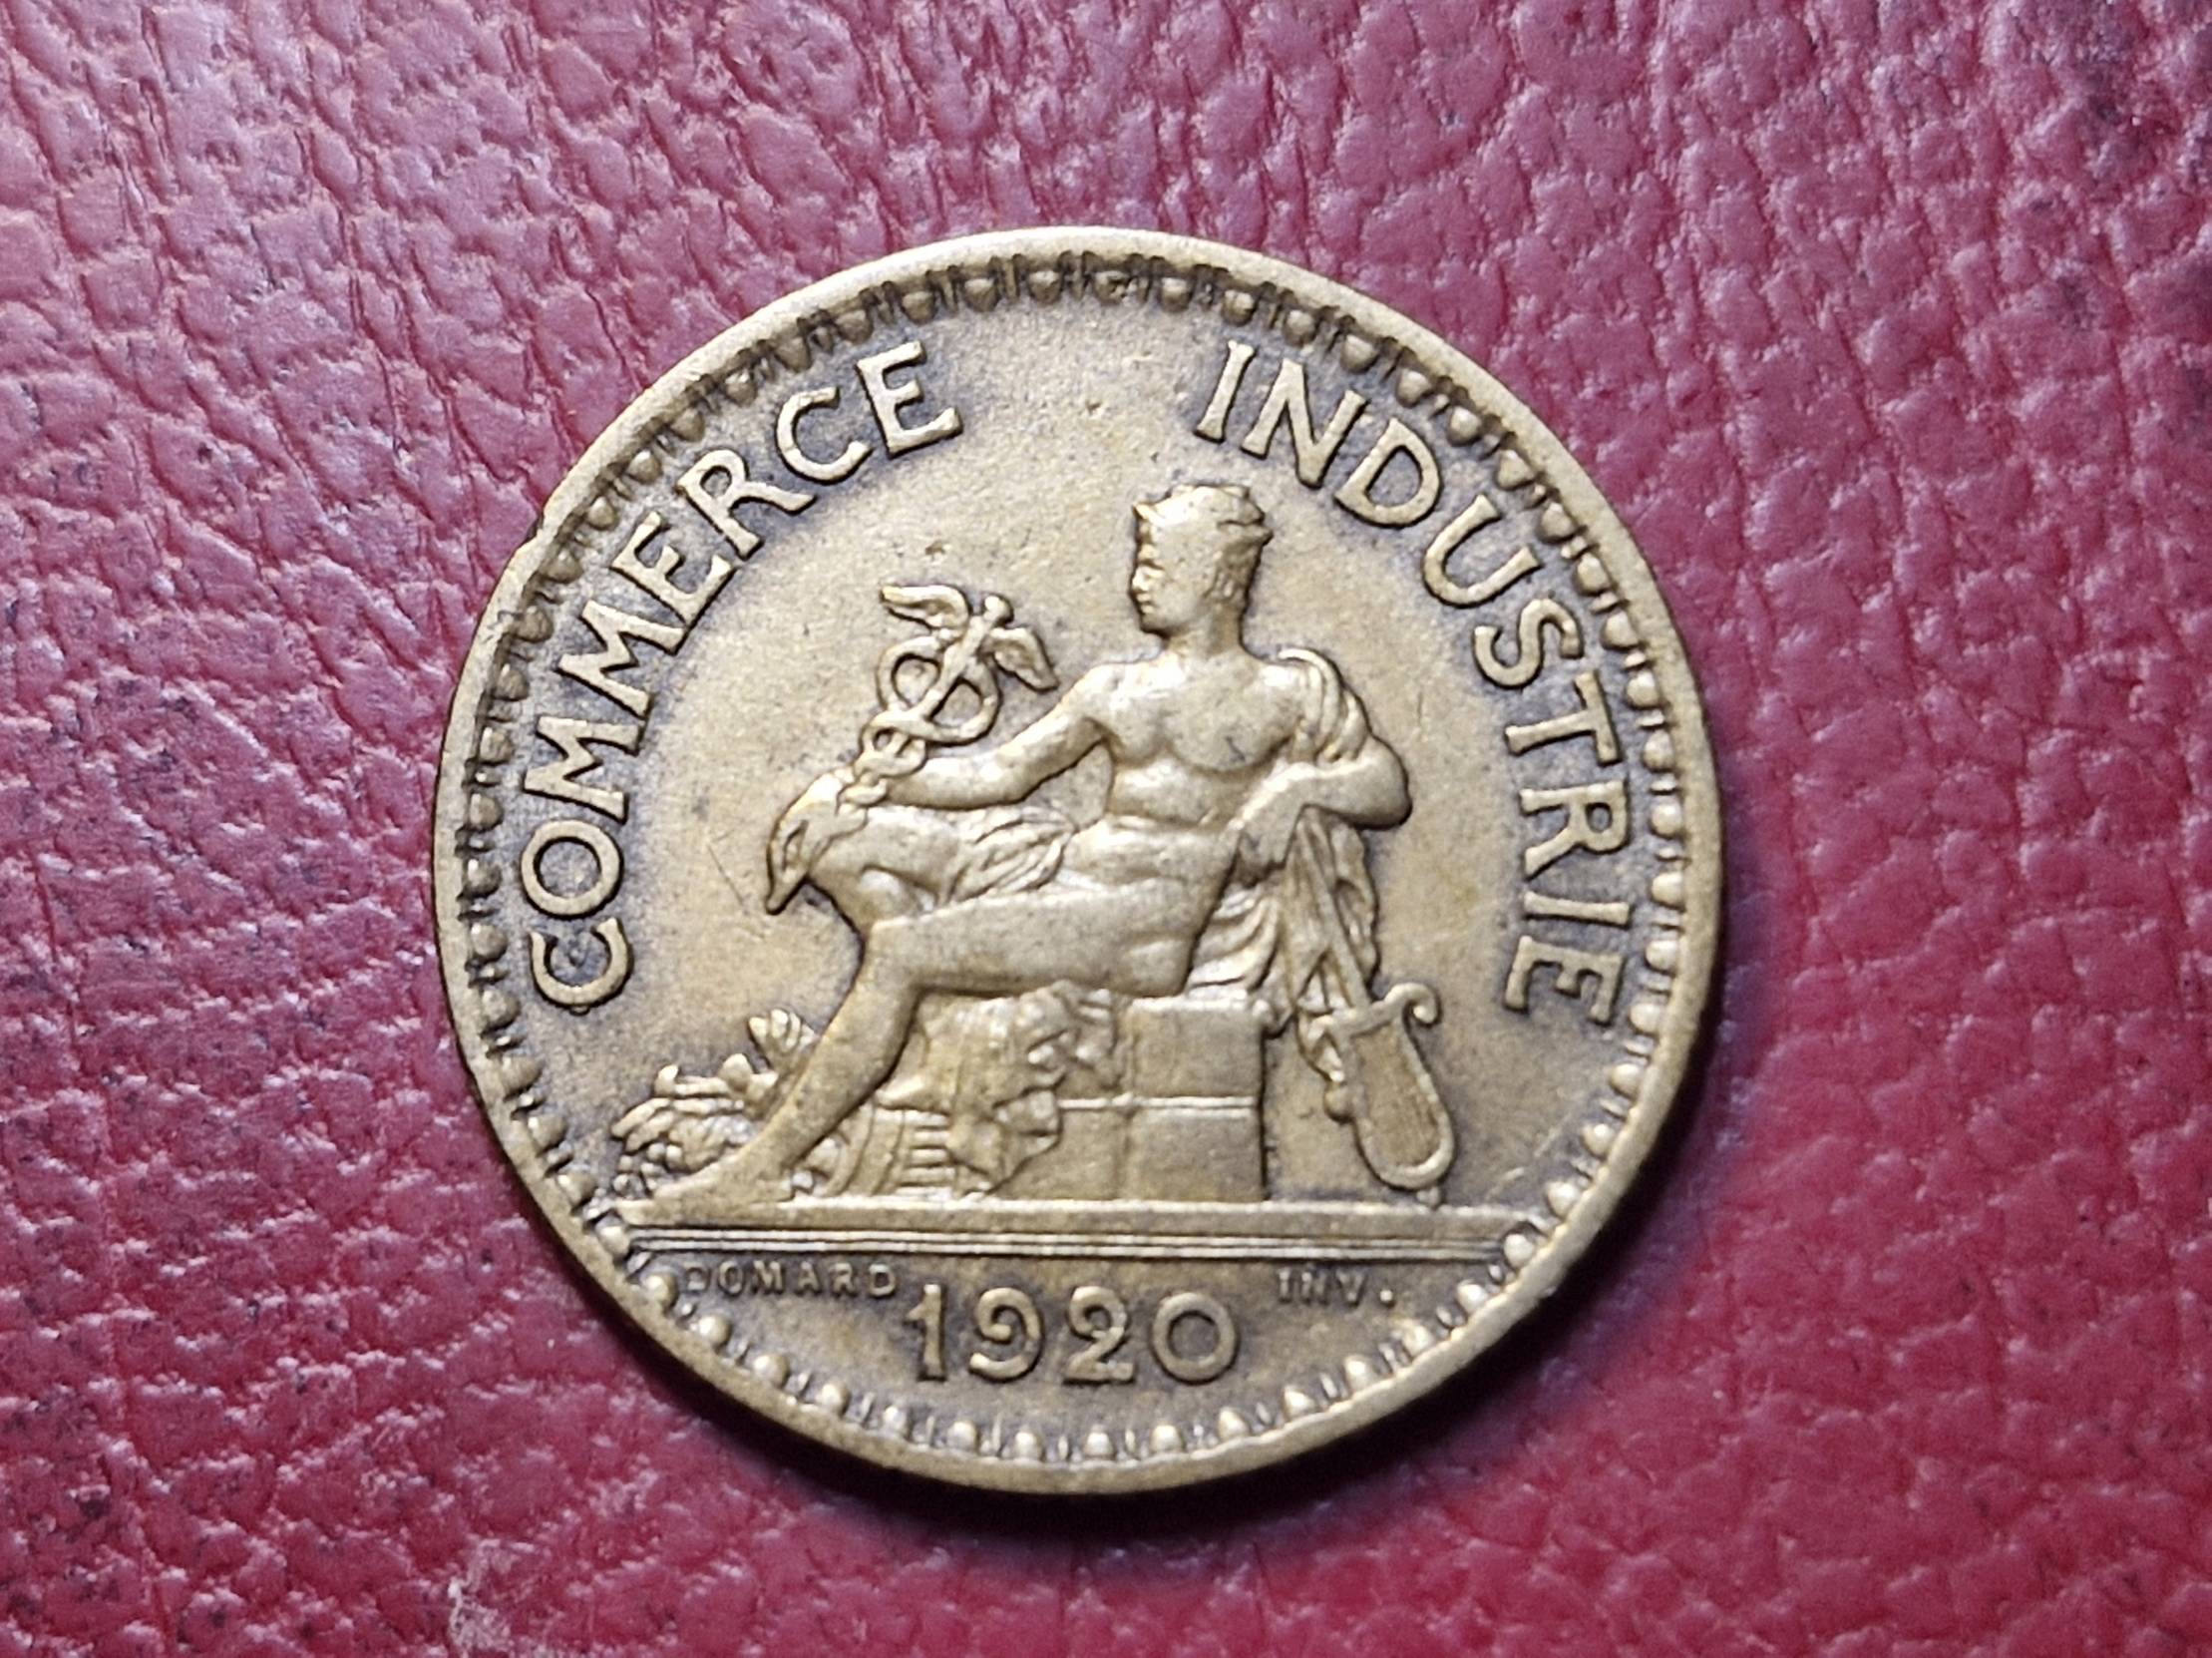 COMMERCE INDUSTRIE
DOMARD INV.
1920